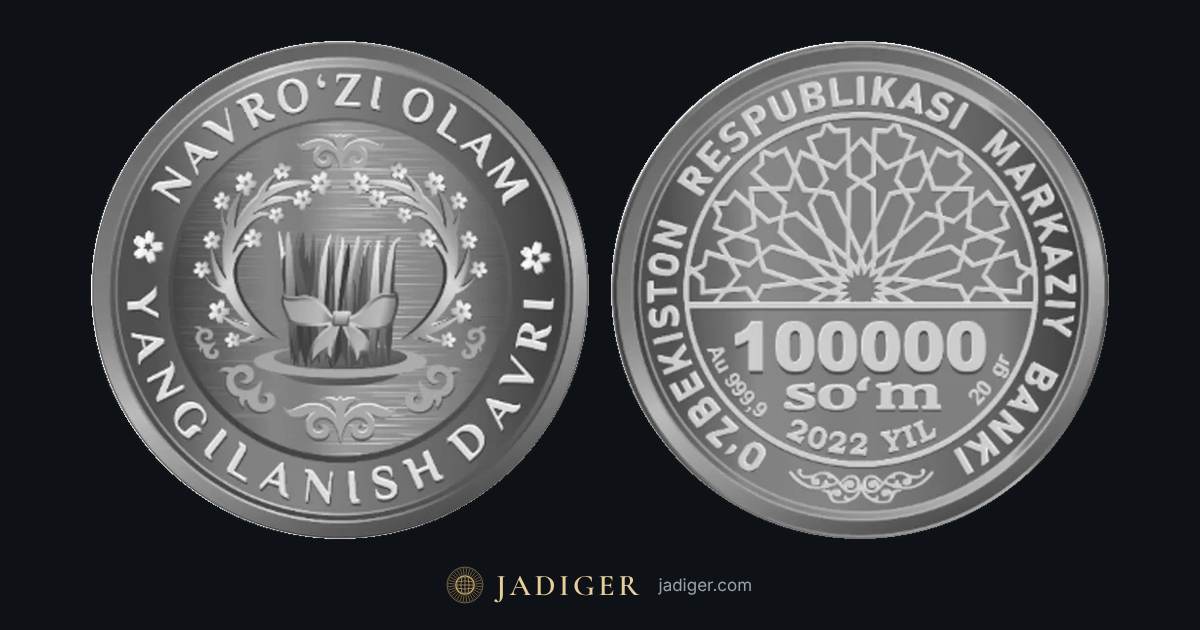 NAVRO‘ZI OLAM
YANGILANISH DAVRI
O‘ZBEKISTON RESPUBLIKASI MARKAZIY BANKI
100000
so‘m
Au 999,9
20 gr
2022 YIL
JADIGER
jadiger.com